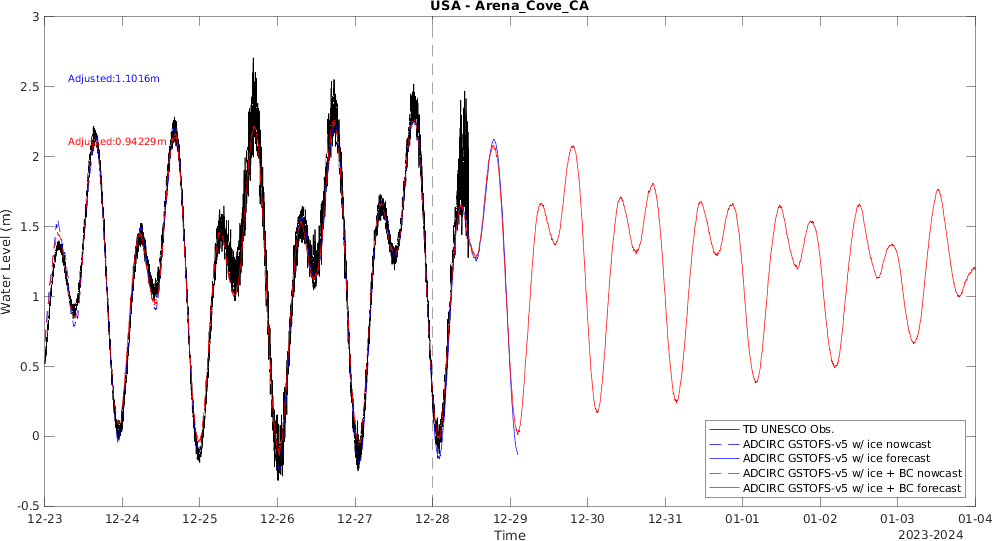 USA - Arena_Cove_CA
3
2.5
2
1.5
1
0.5
0
-0.5
Water Level (m)
Adjusted:1.1016m
Adjusted:0.94229m
TD UNESCO Obs.
ADCIRC GSTOFS-v5 w/ ice nowcast
ADCIRC GSTOFS-v5 w/ ice forecast
ADCIRC GSTOFS-v5 w/ ice + BC nowcast
ADCIRC GSTOFS-v5 w/ ice + BC forecast
12-23 12-24 12-25 12-26 12-27 12-28 12-29 12-30 12-31 01-01 01-02 01-03 01-04
Time
2023-2024